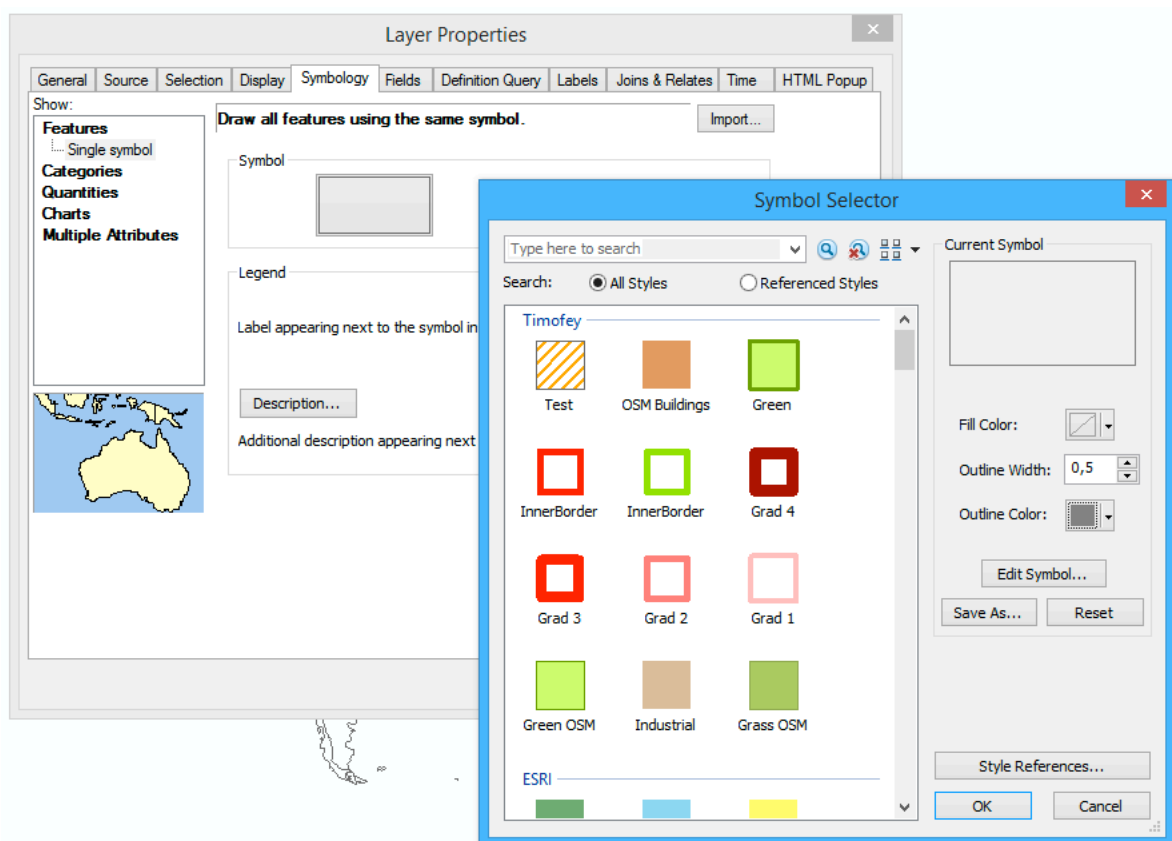 Layer Properties
General Source Selection Display Symbology Fields Definition Query Labels Joins & Relates Time HTML Popup
Show:
Features
Single symbol
Categories
Quantities
Charts
Multiple Attributes
Draw all features using the same symbol.
Import...
Symbol
Legend
Label appearing next to the symbol in
Description...
Additional description appearing next
Symbol Selector
Type here to search
Search: All Styles Referenced Styles
Timofey
Test OSM Buildings Green
InnerBorder InnerBorder Grad 4
Grad 3 Grad 2 Grad 1
Green OSM Industrial Grass OSM
ESRI
Current Symbol
Fill Color:
Outline Width: 0,5
Outline Color:
Edit Symbol...
Save As... Reset
Style References...
OK Cancel